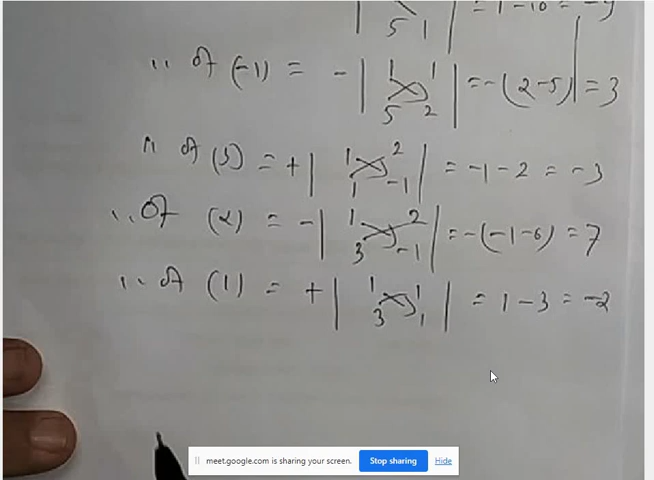 | 5 1 | = 1 - 10 = -9
,, of (-1) = - | 1 1 5 2 | = -(2-5) = 3
" of (5) = + | 1 2 1 -1 | = -1-2 = -3
,, of (2) = - | 1 2 3 -1 | = -(-1-6) = 7
,, of (1) = + | 1 1 3 1 | = 1-3 = -2
meet.google.com is sharing your screen. Stop sharing Hide